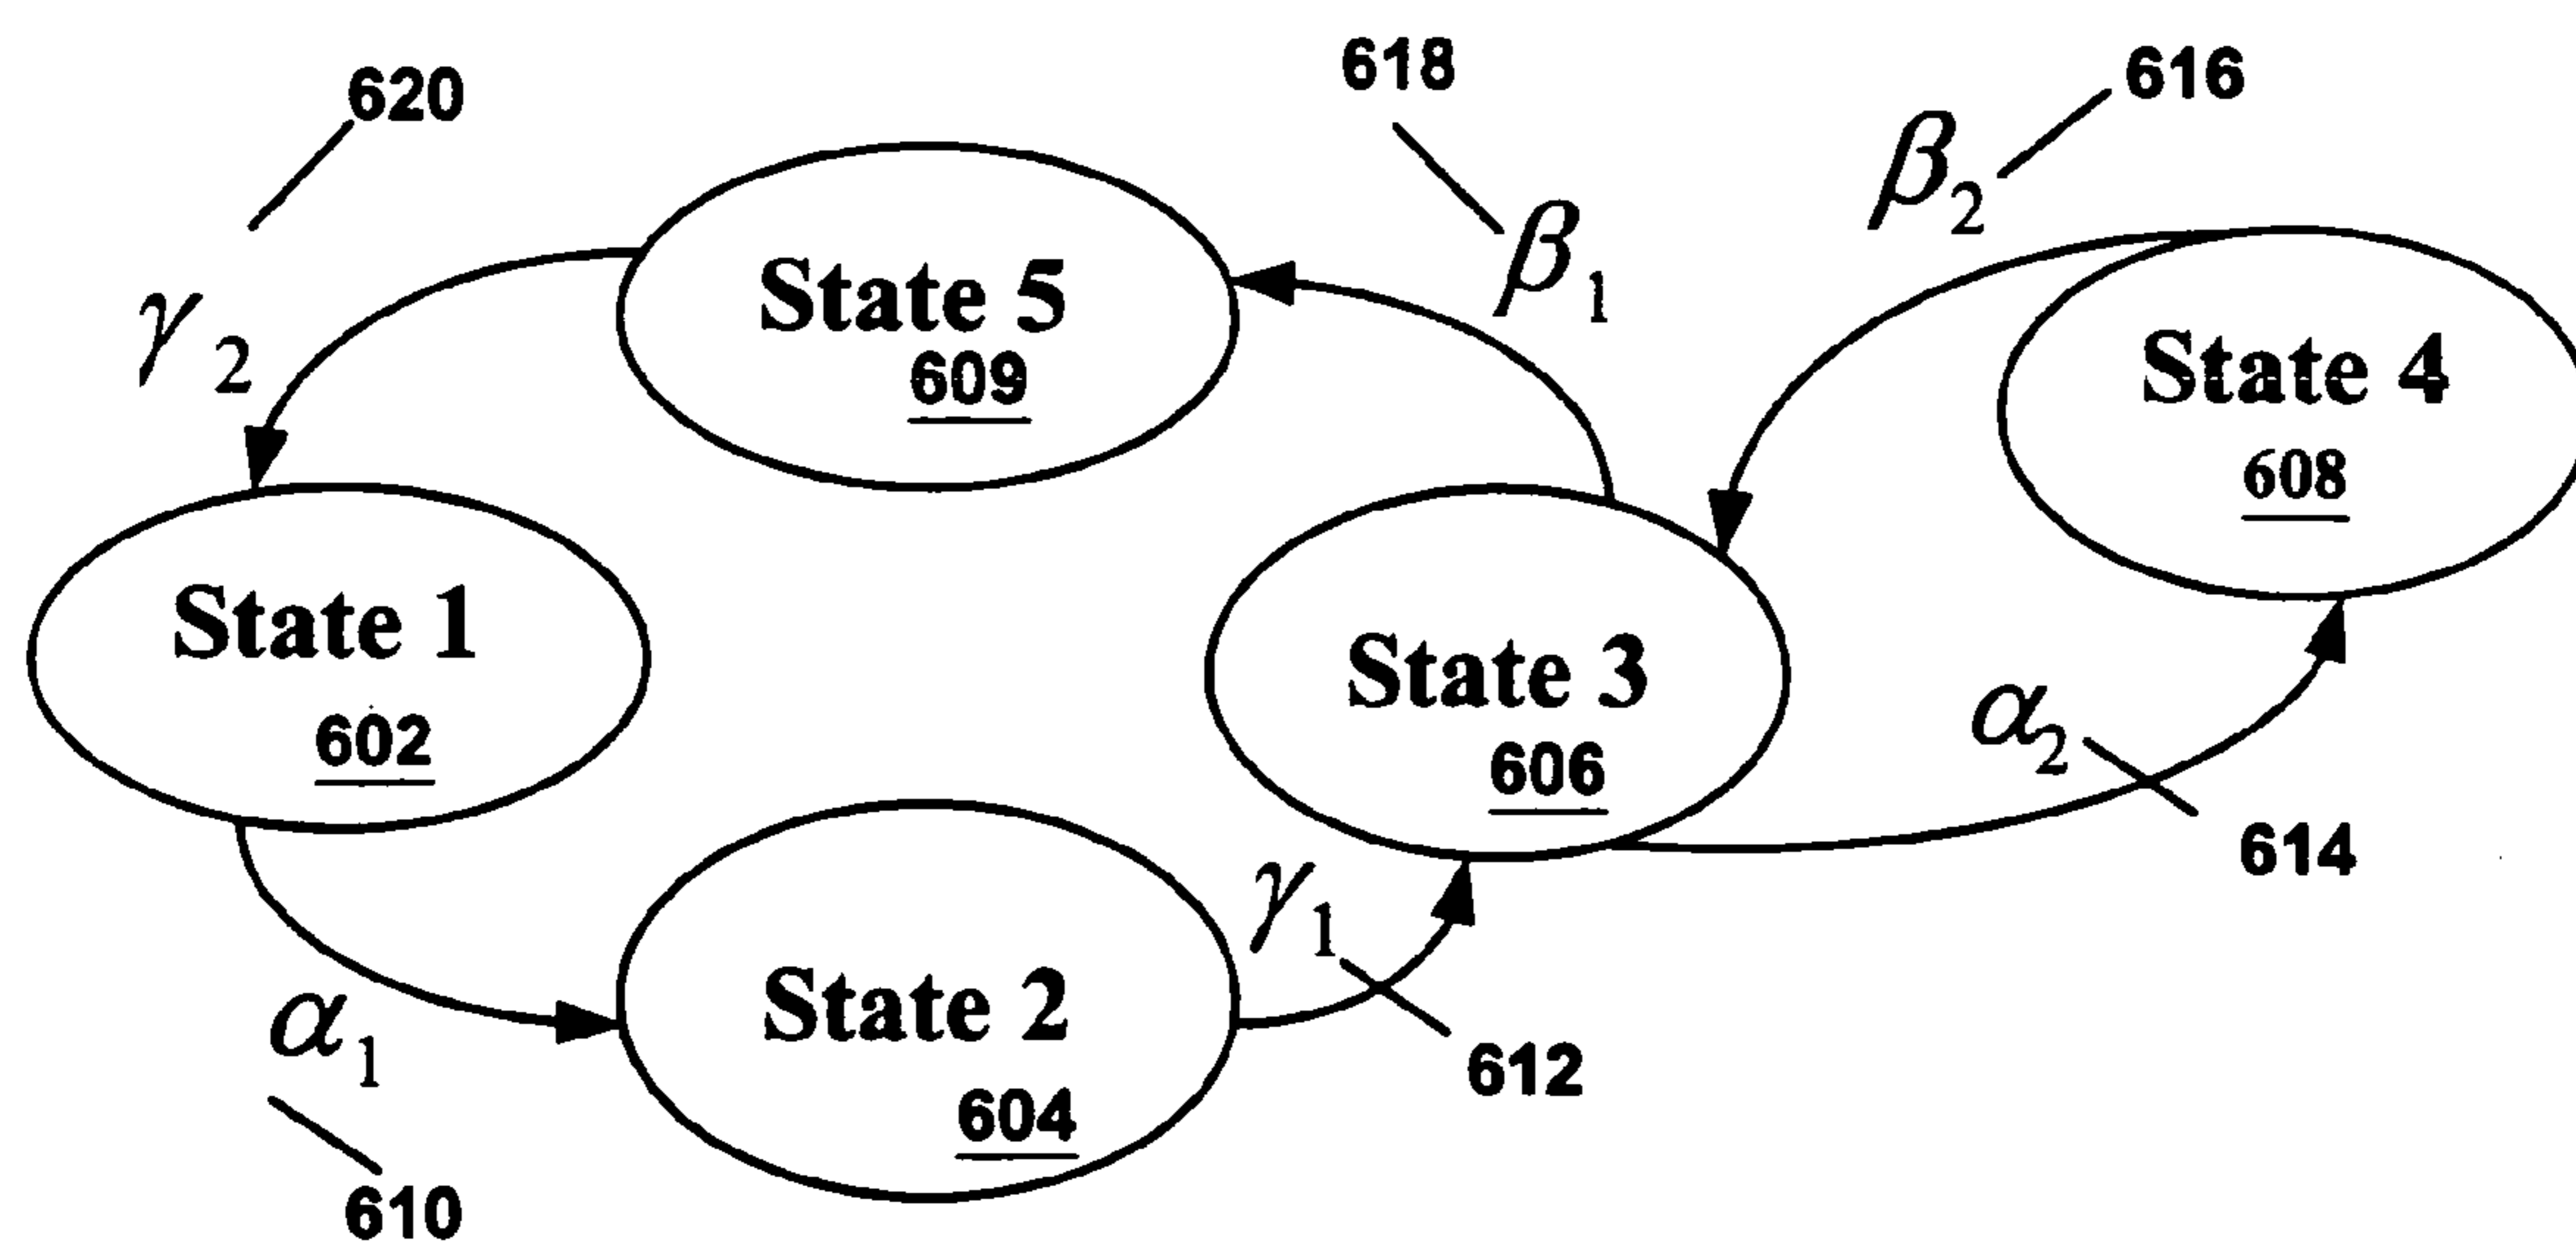 620
618
616
β₂
β₁
State 5
609
γ₂
State 4
608
State 1
602
State 3
606
α₂
614
γ₁
612
State 2
604
α₁
610